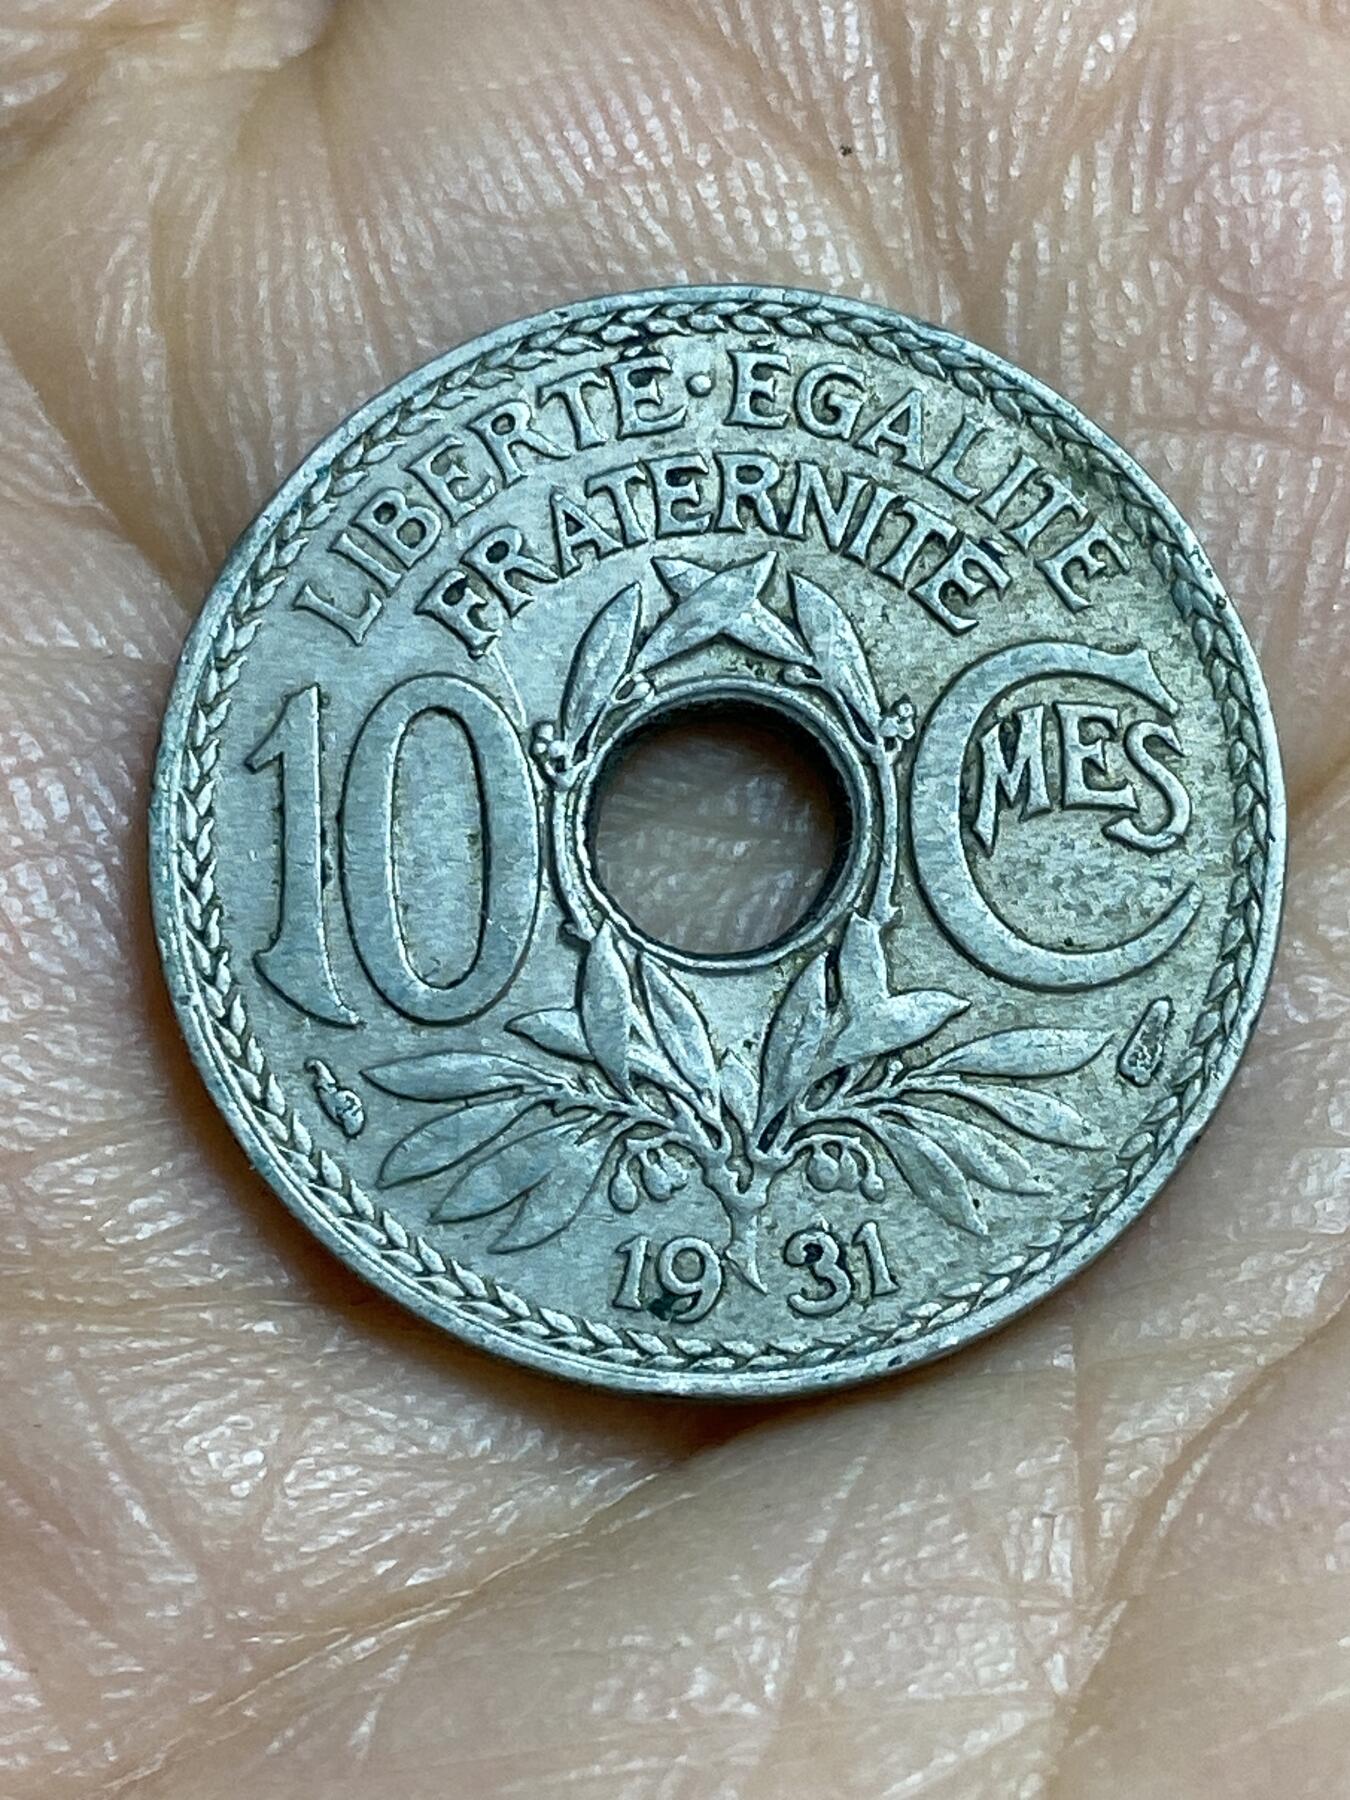 LIBERTÉ·ÉGALITÉ
FRATERNITÉ
10 CMES
1931